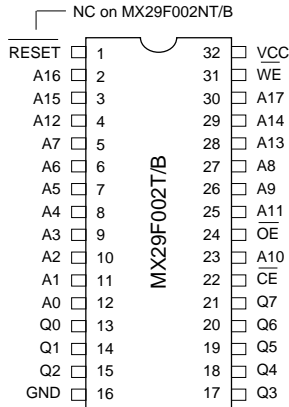 NC on MX29F002NT/B
RESET 1 32 VCC
A16 2 31 WE
A15 3 30 A17
A12 4 29 A14
A7 5 28 A13
A6 6 27 A8
A5 7 26 A9
A4 8 25 A11
A3 9 24 OE
A2 10 23 A10
A1 11 22 CE
A0 12 21 Q7
Q0 13 20 Q6
Q1 14 19 Q5
Q2 15 18 Q4
GND 16 17 Q3
MX29F002T/B